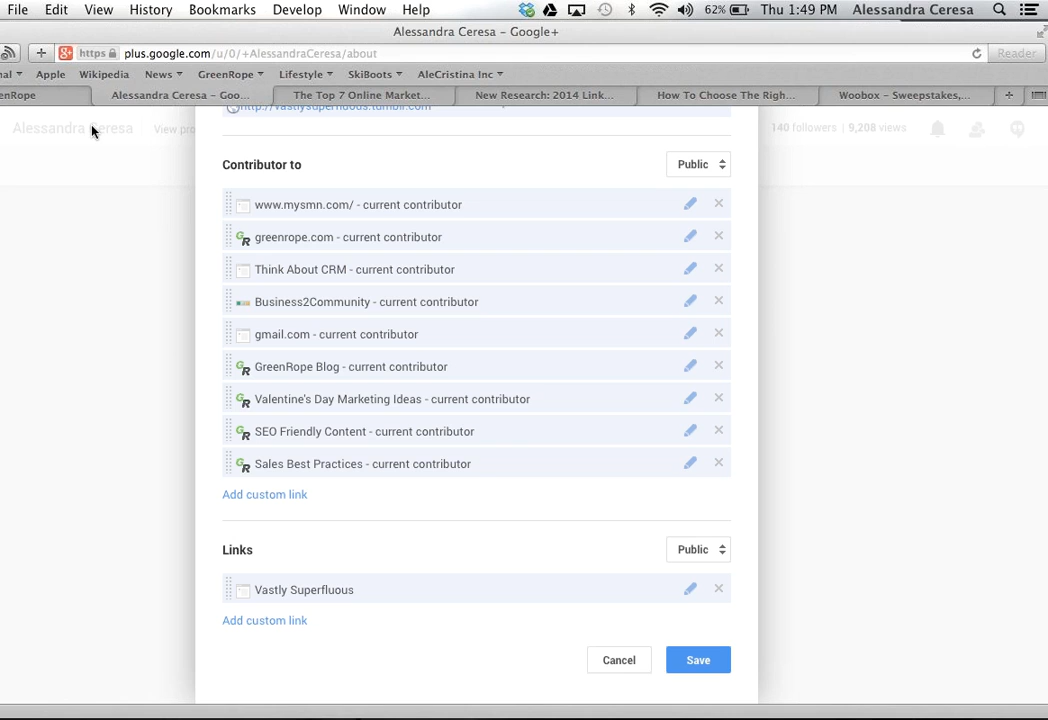 File Edit View History Bookmarks Develop Window Help 62% Thu 1:49 PM Alessandra Ceresa
Alessandra Ceresa – Google+
https plus.google.com/u/0/+AlessandraCeresa/about Reader
nal Apple Wikipedia News GreenRope Lifestyle SkiBoots AleCristina Inc
enRope Alessandra Ceresa – Goo... The Top 7 Online Market... New Research: 2014 Link... How To Choose The Righ... Woobox – Sweepstakes,...
http://vastlysuperfluous.tumblr.com
Alessandra Ceresa View pro 140 followers | 9,208 views
Contributor to Public
www.mysmn.com/ - current contributor
greenrope.com - current contributor
Think About CRM - current contributor
Business2Community - current contributor
gmail.com - current contributor
GreenRope Blog - current contributor
Valentine's Day Marketing Ideas - current contributor
SEO Friendly Content - current contributor
Sales Best Practices - current contributor
Add custom link
Links Public
Vastly Superfluous
Add custom link
Cancel Save